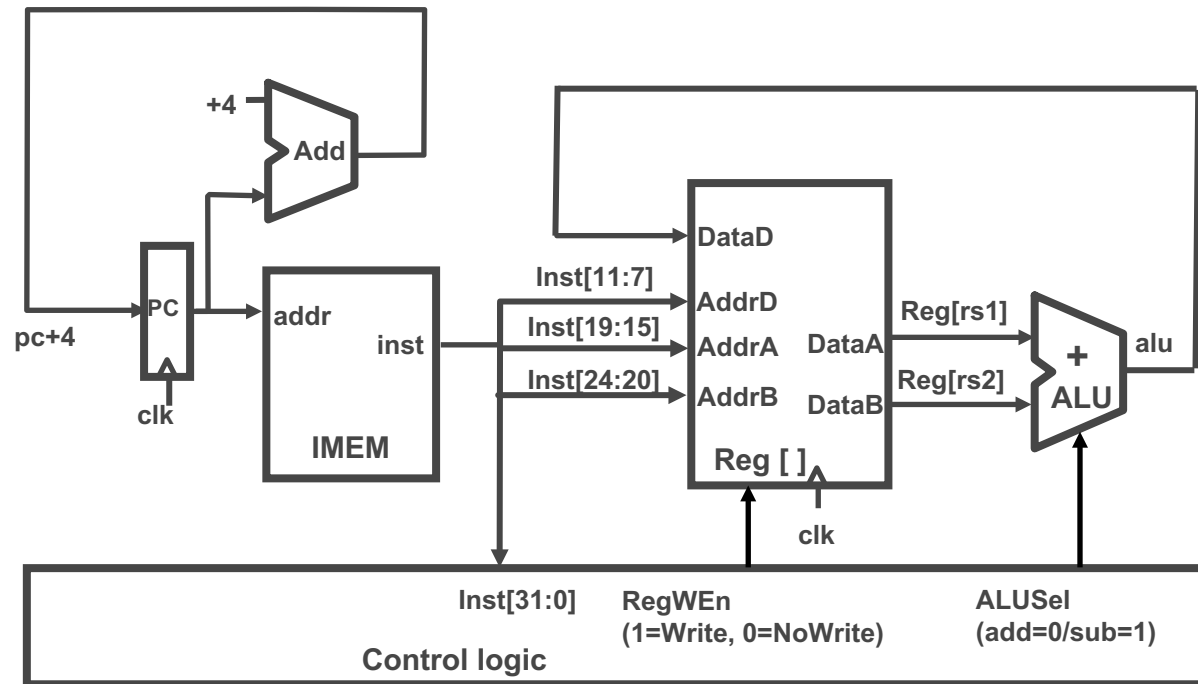 +4
Add
DataD
Inst[11:7]
PC
addr
AddrD
Reg[rs1]
pc+4
inst
Inst[19:15]
AddrA
DataA
+
alu
Inst[24:20]
AddrB
DataB
Reg[rs2]
ALU
clk
IMEM
Reg [ ]
clk
Inst[31:0]
RegWEn
(1=Write, 0=NoWrite)
ALUSel
(add=0/sub=1)
Control logic